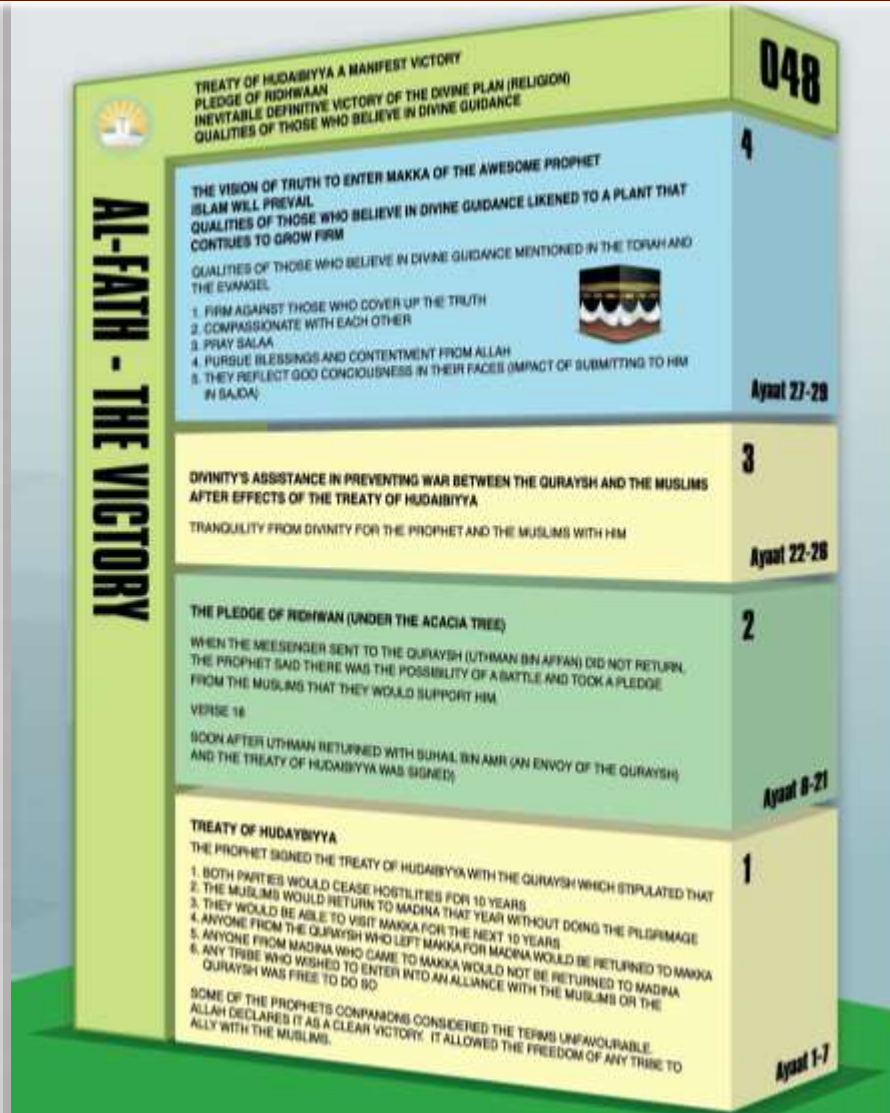 TREATY OF HUDAIBIYYA A MANIFEST VICTORY
PLEDGE OF RIDHWAAN
INEVITABLE DEFINITIVE VICTORY OF THE DIVINE PLAN (RELIGION)
QUALITIES OF THOSE WHO BELIEVE IN DIVINE GUIDANCE
048
AL-FATH - THE VICTORY
THE VISION OF TRUTH TO ENTER MAKKA OF THE AWESOME PROPHET
ISLAM WILL PREVAIL
QUALITIES OF THOSE WHO BELIEVE IN DIVINE GUIDANCE LIKENED TO A PLANT THAT
CONTIUES TO GROW FIRM
QUALITIES OF THOSE WHO BELIEVE IN DIVINE GUIDANCE MENTIONED IN THE TORAH AND
THE EVANGEL
1. FIRM AGAINST THOSE WHO COVER UP THE TRUTH
2. COMPASSIONATE WITH EACH OTHER
3. PRAY SALAA
4. PURSUE BLESSINGS AND CONTENTMENT FROM ALLAH
5. THEY REFLECT GOD CONCIOUSNESS IN THEIR FACES (IMPACT OF SUBMITTING TO HIM
IN SAJDA)
4
Ayaat 27-29
DIVINITY'S ASSISTANCE IN PREVENTING WAR BETWEEN THE QURAYSH AND THE MUSLIMS
AFTER EFFECTS OF THE TREATY OF HUDAIBIYYA
TRANQUILITY FROM DIVINITY FOR THE PROPHET AND THE MUSLIMS WITH HIM
3
Ayaat 22-26
THE PLEDGE OF RIDHWAN (UNDER THE ACACIA TREE)
WHEN THE MEESENGER SENT TO THE QURAYSH (UTHMAN BIN AFFAN) DID NOT RETURN,
THE PROPHET SAID THERE WAS THE POSSIBILITY OF A BATTLE AND TOOK A PLEDGE
FROM THE MUSLIMS THAT THEY WOULD SUPPORT HIM
VERSE 18
SOON AFTER UTHMAN RETURNED WITH SUHAIL BIN AMR (AN ENVOY OF THE QURAYSH)
AND THE TREATY OF HUDAIBIYYA WAS SIGNED)
2
Ayaat 8-21
TREATY OF HUDAYBIYYA
THE PROPHET SIGNED THE TREATY OF HUDAIBIYYA WITH THE QURAYSH WHICH STIPULATED THAT
1. BOTH PARTIES WOULD CEASE HOSTILITIES FOR 10 YEARS
2. THE MUSLIMS WOULD RETURN TO MADINA THAT YEAR WITHOUT DOING THE PILGRIMAGE
3. THEY WOULD BE ABLE TO VISIT MAKKA FOR THE NEXT 10 YEARS
4. ANYONE FROM THE QURAYSH WHO LEFT MAKKA FOR MADINA WOULD BE RETURNED TO MAKKA
5. ANYONE FROM MADINA WHO CAME TO MAKKA WOULD NOT BE RETURNED TO MADINA
6. ANY TRIBE WHO WISHED TO ENTER INTO AN ALLIANCE WITH THE MUSLIMS OR THE
QURAYSH WAS FREE TO DO SO
SOME OF THE PROPHETS CONPANIONS CONSIDERED THE TERMS UNFAVOURABLE.
ALLAH DECLARES IT AS A CLEAR VICTORY. IT ALLOWED THE FREEDOM OF ANY TRIBE TO
ALLY WITH THE MUSLIMS.
1
Ayaat 1-7